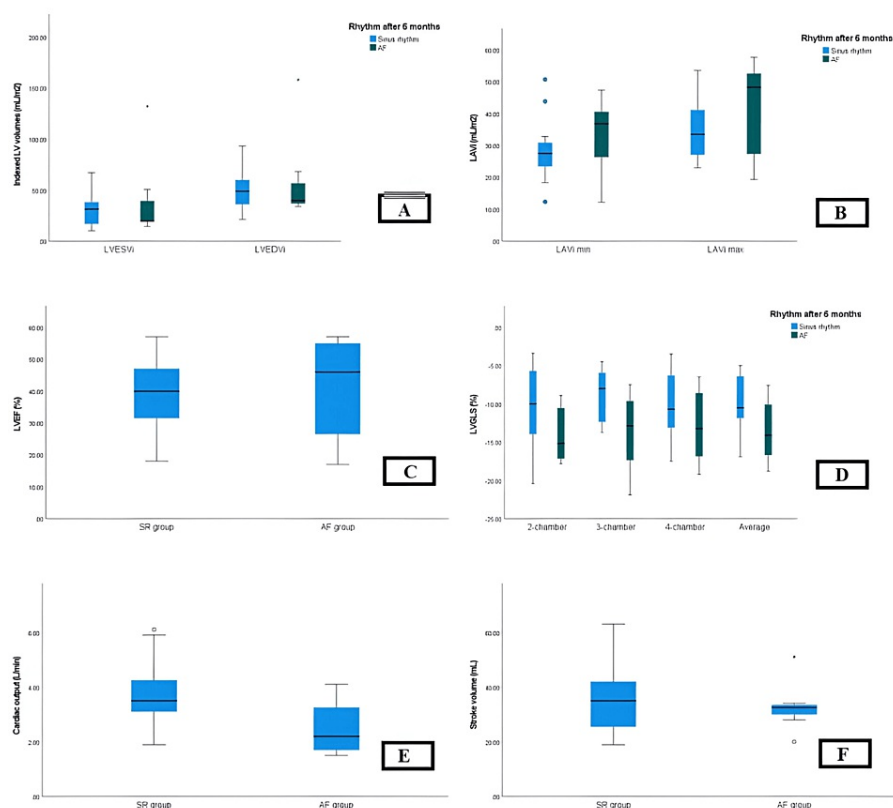 Rhythm after 6 months
Sinus rhythm
AF
Indexed LV volumes (mL/m2)
200.00
150.00
100.00
50.00
.00
LVESVi
LVEDVi
A
Rhythm after 6 months
Sinus rhythm
AF
LAVI (mL/m2)
60.00
50.00
40.00
30.00
20.00
10.00
.00
LAVI min
LAVI max
B
LVEF (%)
60.00
50.00
40.00
30.00
20.00
10.00
.00
SR group
AF group
C
Rhythm after 6 months
Sinus rhythm
AF
LVGLS (%)
.00
-5.00
-10.00
-15.00
-20.00
-25.00
2-chamber
3-chamber
4-chamber
Average
D
Cardiac output (L/min)
6.00
4.00
2.00
.00
SR group
AF group
E
Stroke volume (mL)
60.00
40.00
20.00
.00
SR group
AF group
F